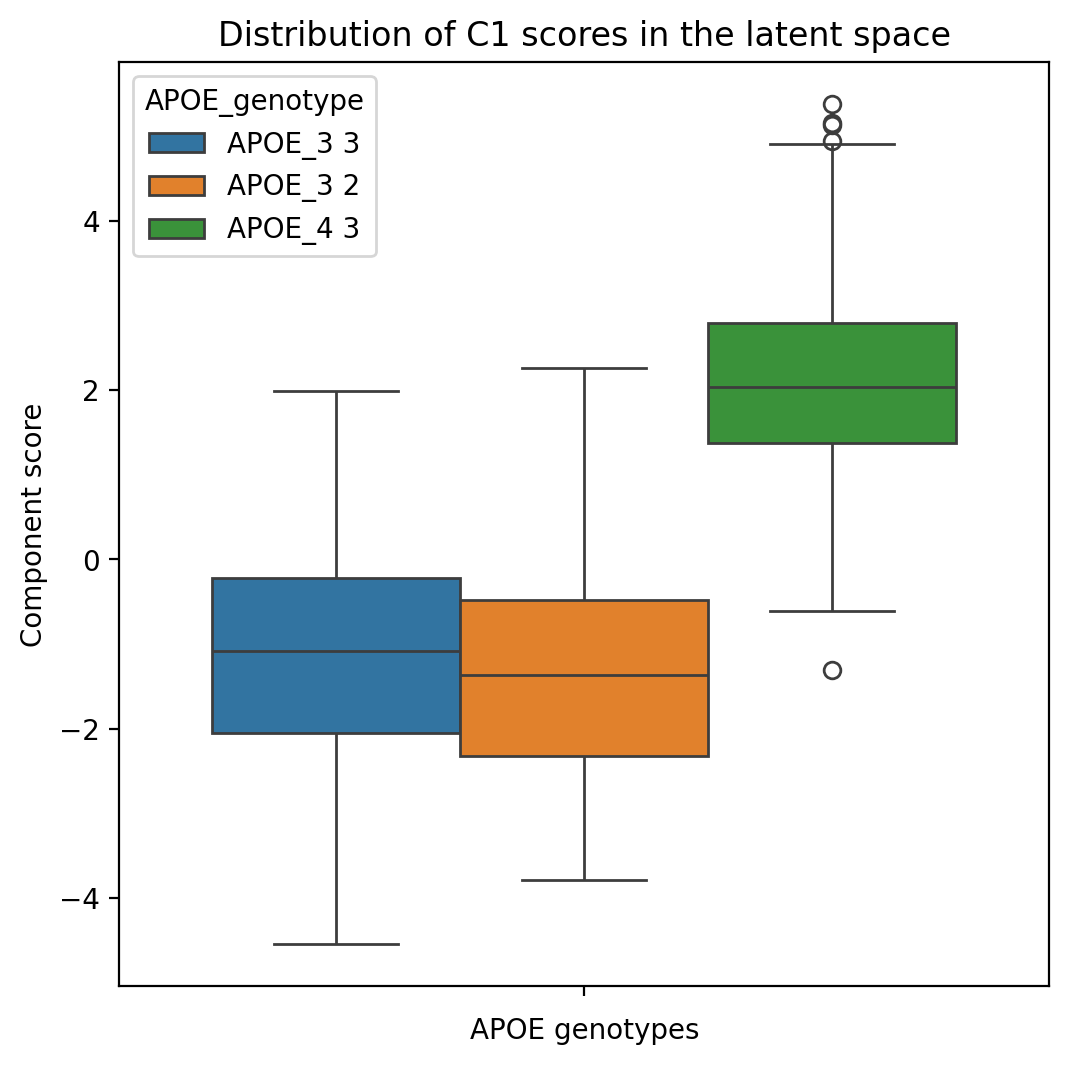 Distribution of C1 scores in the latent space
APOE_genotype
APOE_3 3
APOE_3 2
APOE_4 3
4
2
0
−2
−4
Component score
APOE genotypes